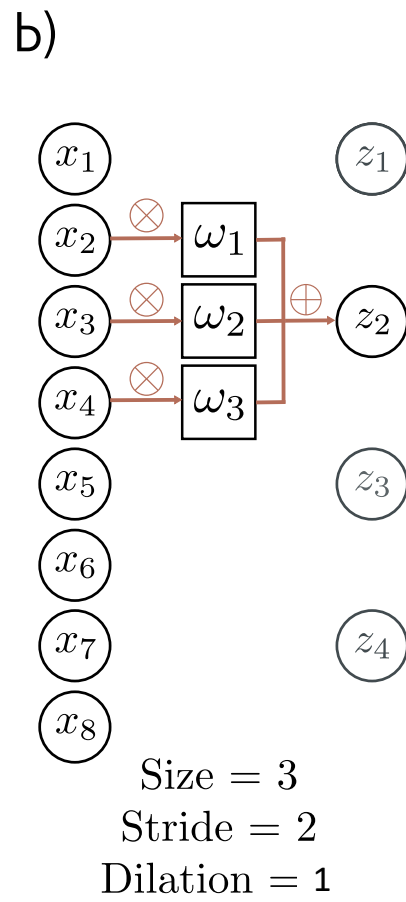 b)
x₁ z₁
x₂ ⊗ ω₁
x₃ ⊗ ω₂ ⊕ z₂
x₄ ⊗ ω₃
x₅ z₃
x₆
x₇ z₄
x₈
Size = 3
Stride = 2
Dilation = 1